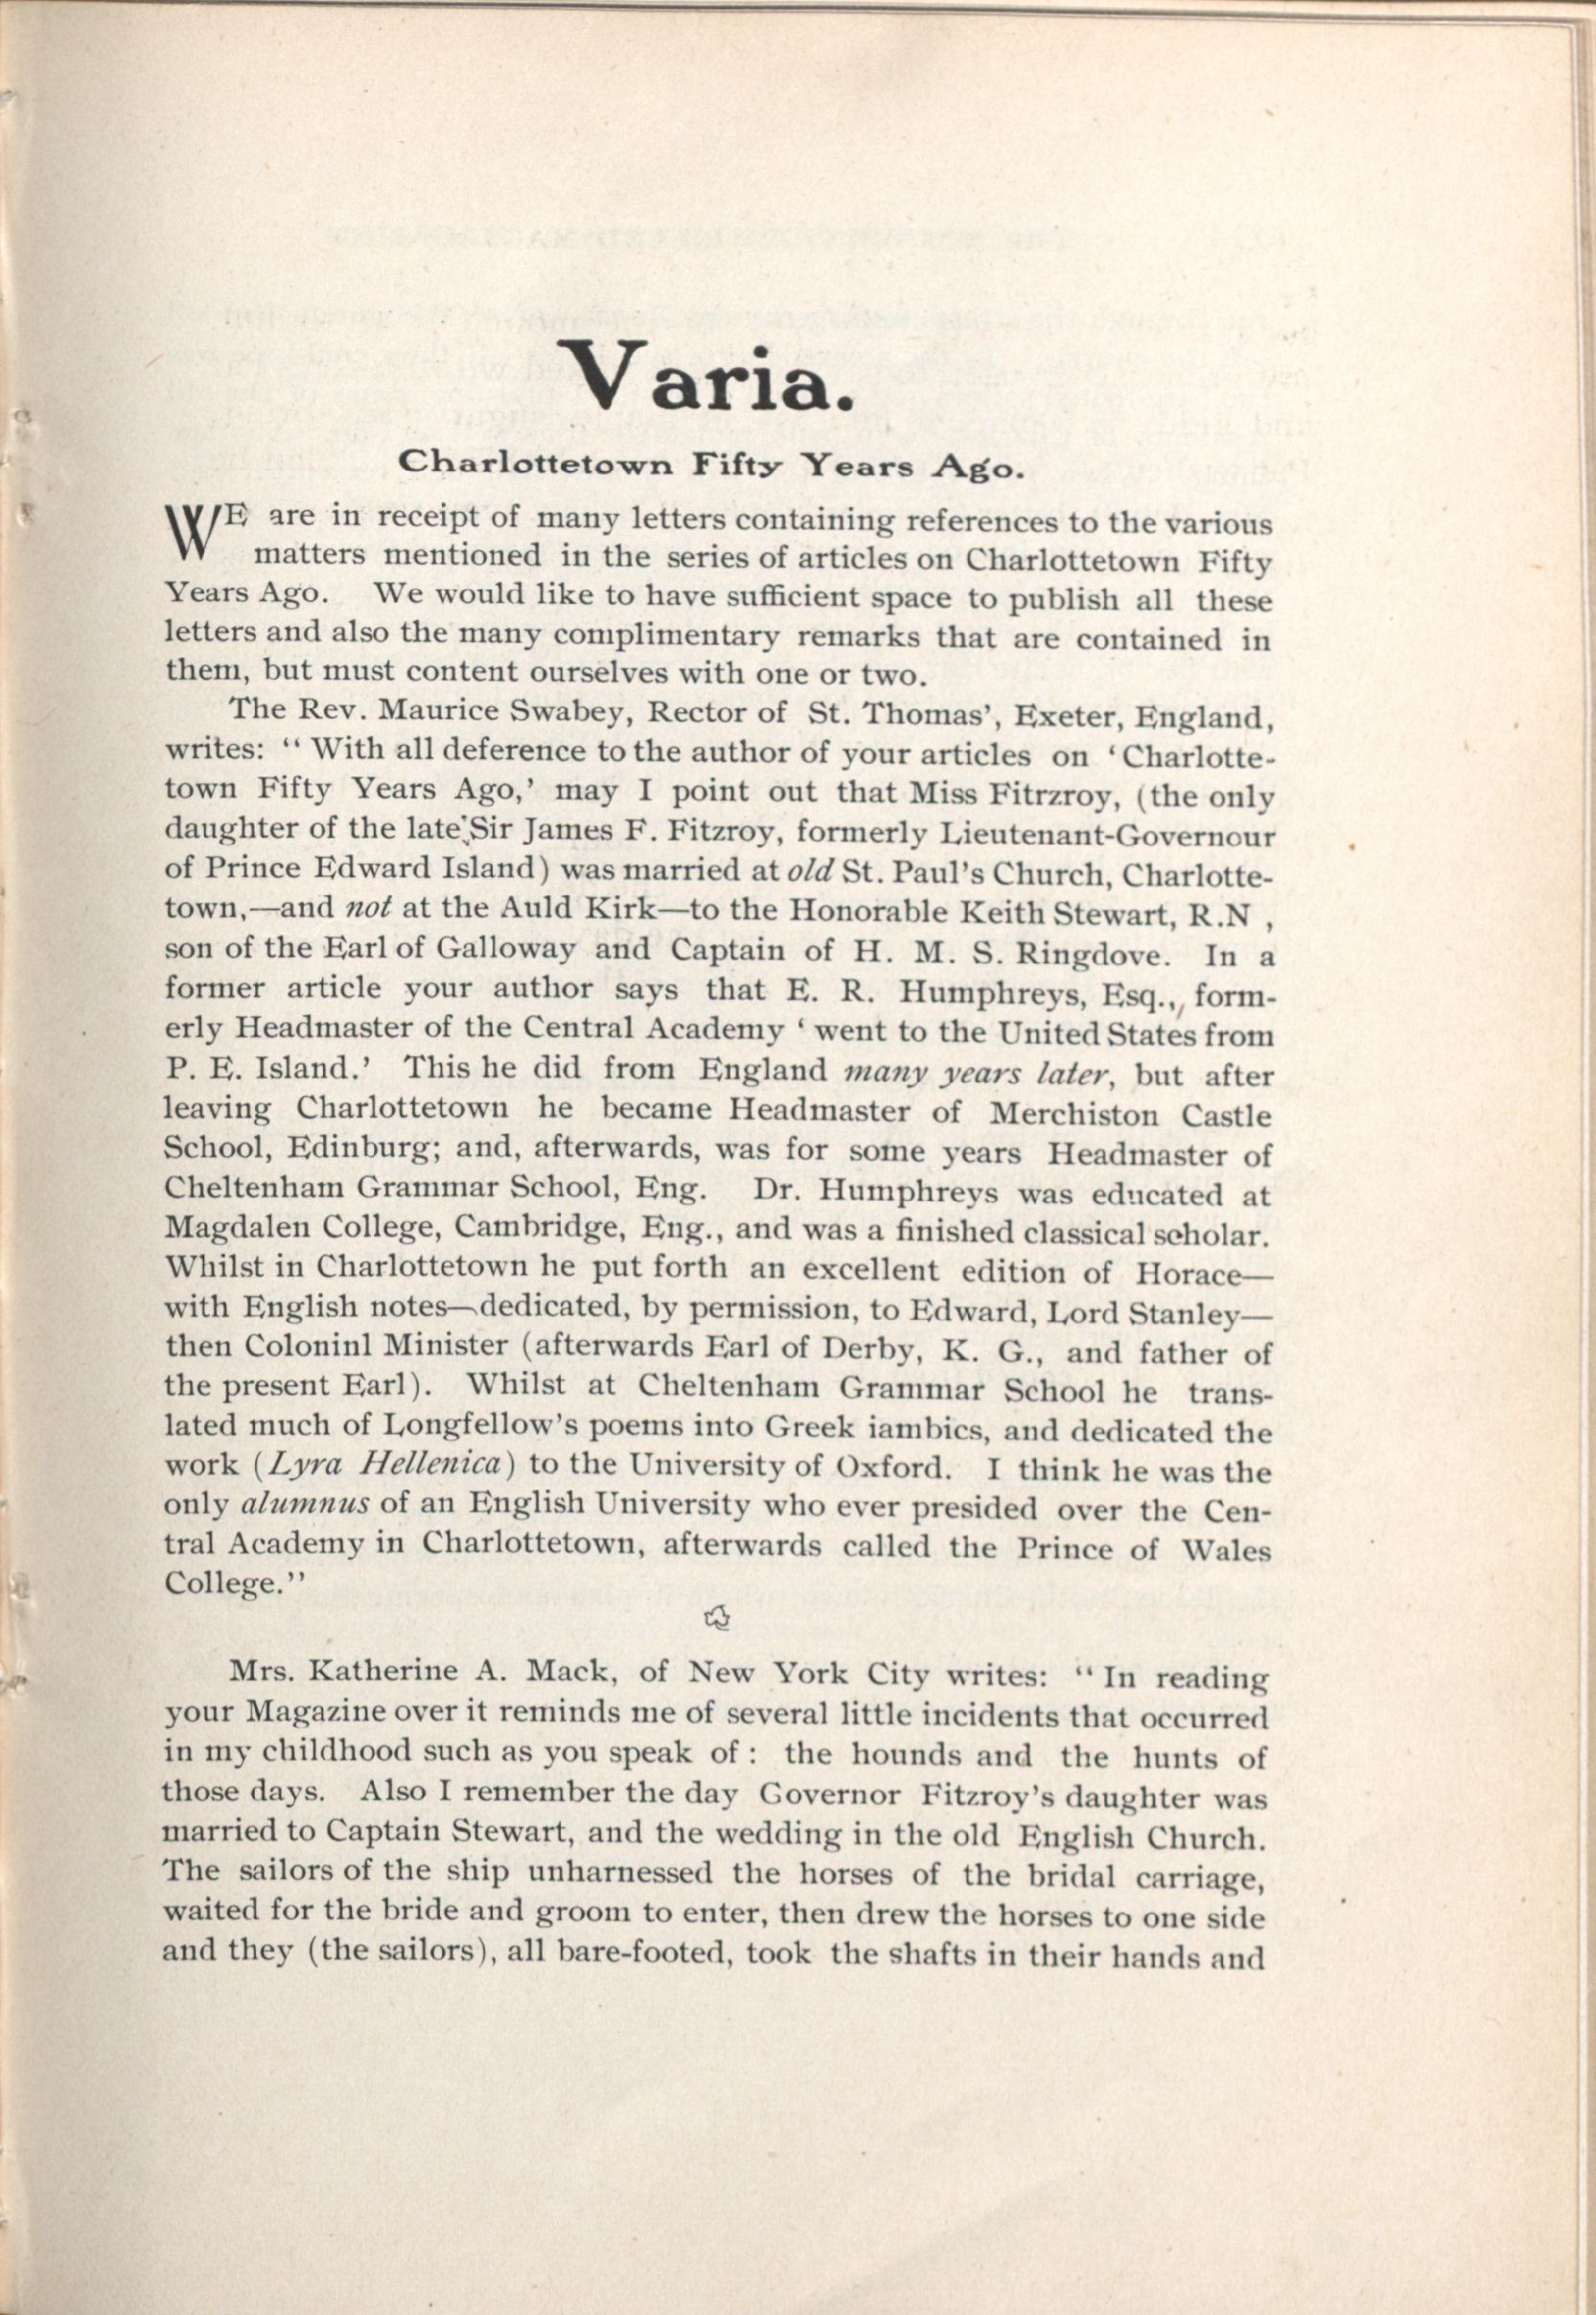 Varia.
Charlottetown Fifty Years Ago.
WE are in receipt of many letters containing references to the various
matters mentioned in the series of articles on Charlottetown Fifty
Years Ago. We would like to have sufficient space to publish all these
letters and also the many complimentary remarks that are contained in
them, but must content ourselves with one or two.
The Rev. Maurice Swabey, Rector of St. Thomas', Exeter, England,
writes: "With all deference to the author of your articles on 'Charlotte-
town Fifty Years Ago,' may I point out that Miss Fitrzroy, (the only
daughter of the late Sir James F. Fitzroy, formerly Lieutenant-Governour
of Prince Edward Island) was married at old St. Paul's Church, Charlotte-
town,—and not at the Auld Kirk—to the Honorable Keith Stewart, R.N ,
son of the Earl of Galloway and Captain of H. M. S. Ringdove. In a
former article your author says that E. R. Humphreys, Esq.,, form-
erly Headmaster of the Central Academy 'went to the United States from
P. E. Island.' This he did from England many years later, but after
leaving Charlottetown he became Headmaster of Merchiston Castle
School, Edinburg; and, afterwards, was for some years Headmaster of
Cheltenham Grammar School, Eng. Dr. Humphreys was educated at
Magdalen College, Cambridge, Eng., and was a finished classical scholar.
Whilst in Charlottetown he put forth an excellent edition of Horace—
with English notes—dedicated, by permission, to Edward, Lord Stanley—
then Coloninl Minister (afterwards Earl of Derby, K. G., and father of
the present Earl). Whilst at Cheltenham Grammar School he trans-
lated much of Longfellow's poems into Greek iambics, and dedicated the
work (Lyra Hellenica) to the University of Oxford. I think he was the
only alumnus of an English University who ever presided over the Cen-
tral Academy in Charlottetown, afterwards called the Prince of Wales
College."
Mrs. Katherine A. Mack, of New York City writes: "In reading
your Magazine over it reminds me of several little incidents that occurred
in my childhood such as you speak of: the hounds and the hunts of
those days. Also I remember the day Governor Fitzroy's daughter was
married to Captain Stewart, and the wedding in the old English Church.
The sailors of the ship unharnessed the horses of the bridal carriage,
waited for the bride and groom to enter, then drew the horses to one side
and they (the sailors), all bare-footed, took the shafts in their hands and